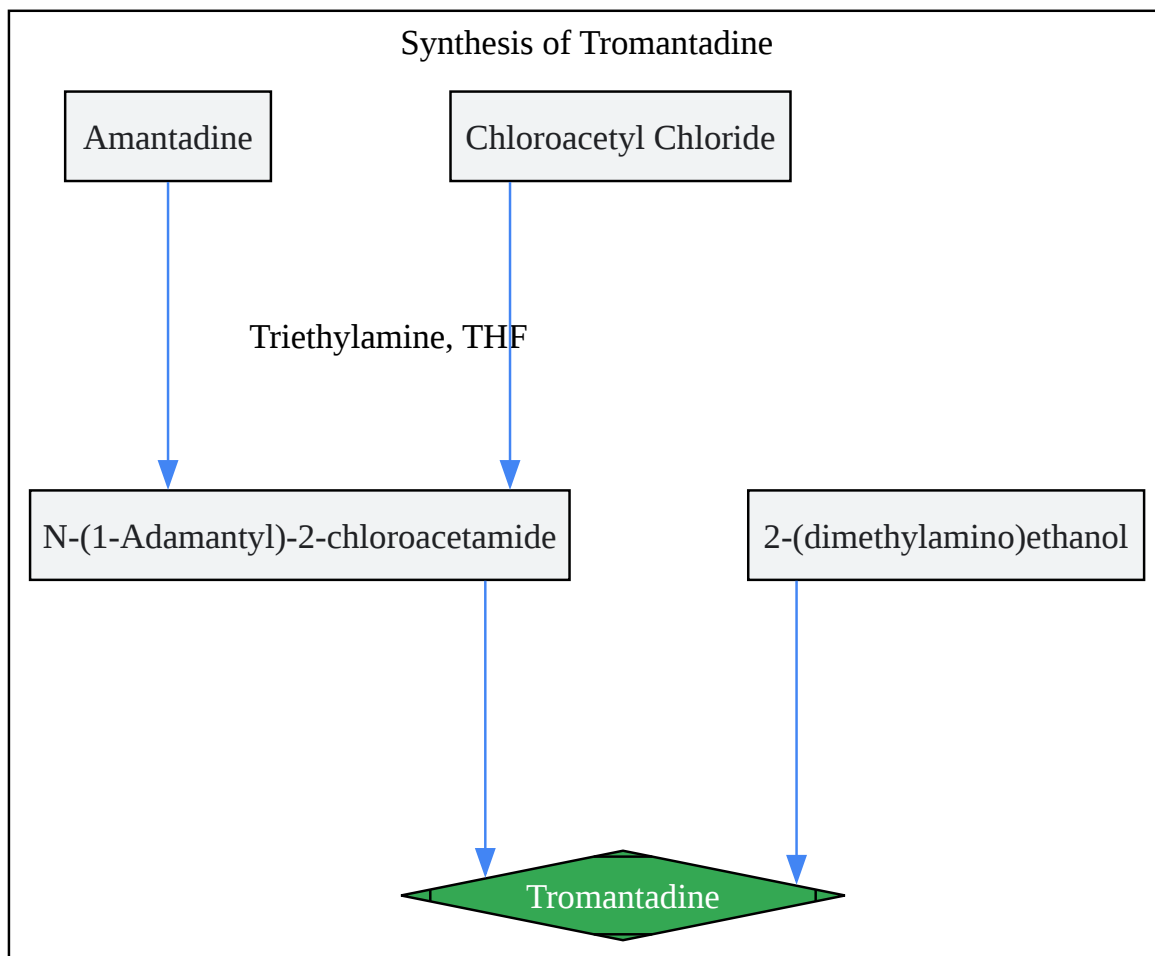 Synthesis of Tromantadine
Amantadine
Chloroacetyl Chloride
Triethylamine, THF
N-(1-Adamantyl)-2-chloroacetamide
2-(dimethylamino)ethanol
Tromantadine